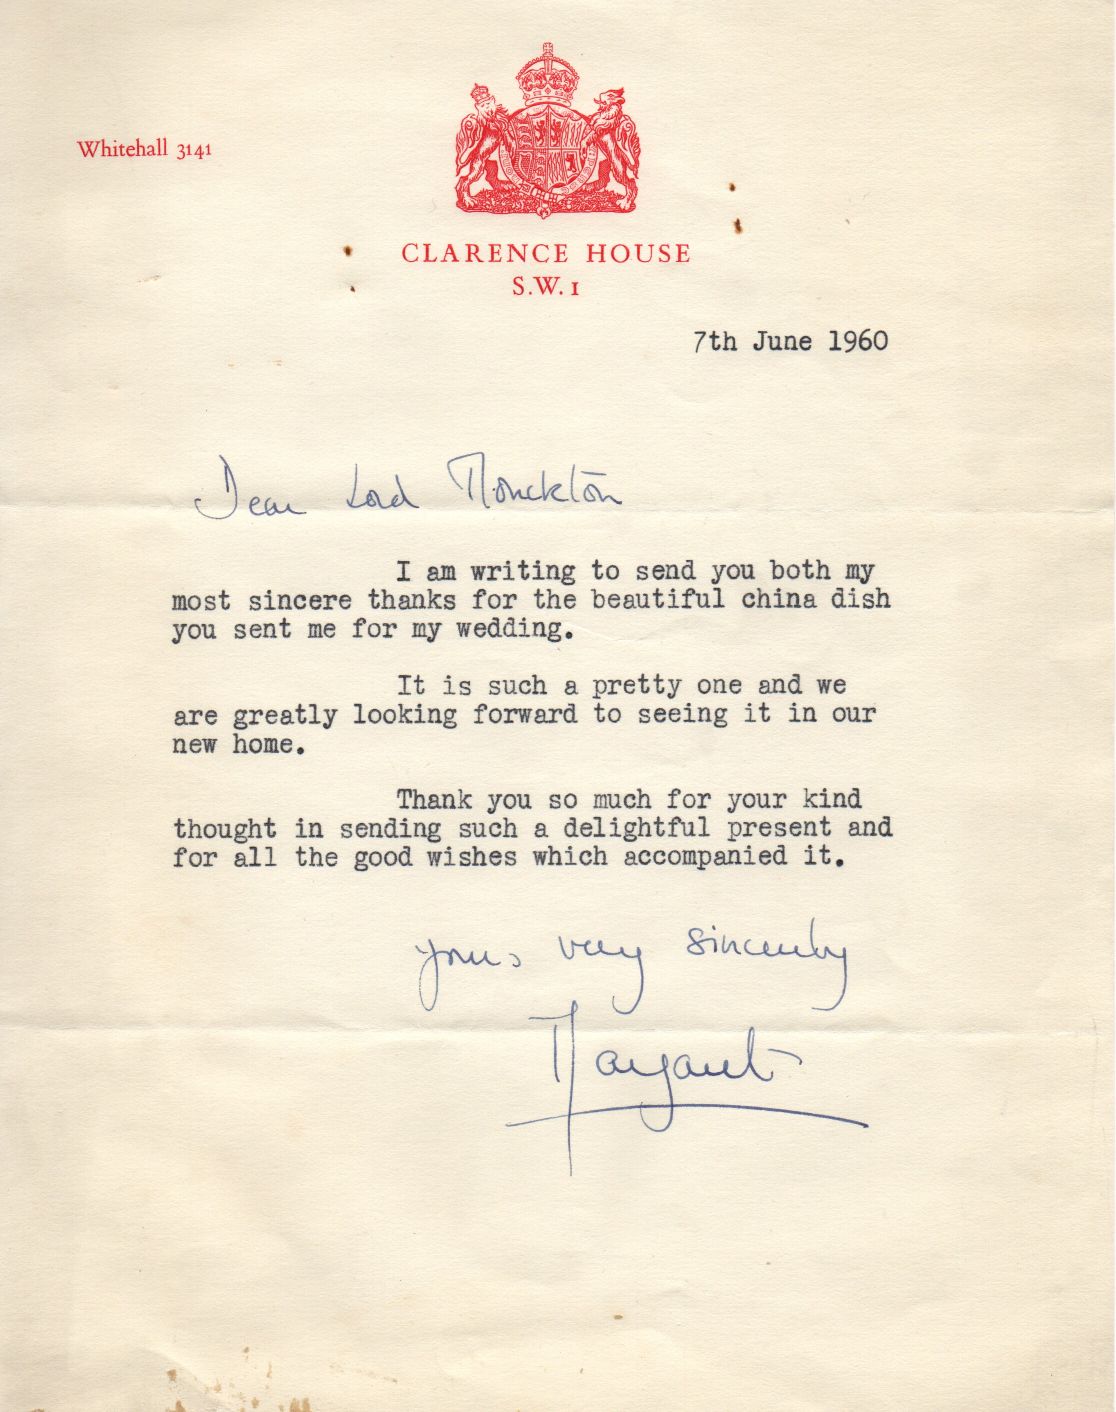 Whitehall 3141
CLARENCE HOUSE
S.W.1
7th June 1960
Dear Lord Monckton
I am writing to send you both my
most sincere thanks for the beautiful china dish
you sent me for my wedding.
It is such a pretty one and we
are greatly looking forward to seeing it in our
new home.
Thank you so much for your kind
thought in sending such a delightful present and
for all the good wishes which accompanied it.
Yours very sincerely
Margaret